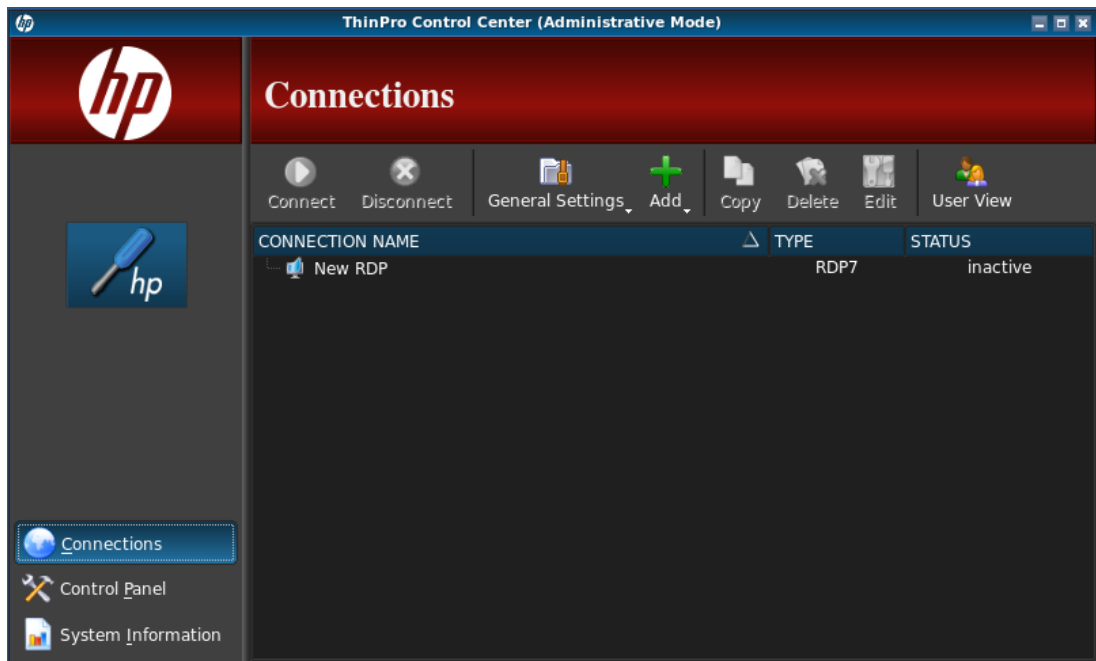 ThinPro Control Center (Administrative Mode)
hp
Connections
Connect Disconnect General Settings Add Copy Delete Edit User View
CONNECTION NAME TYPE STATUS
New RDP RDP7 inactive
hp
Connections
Control Panel
System Information